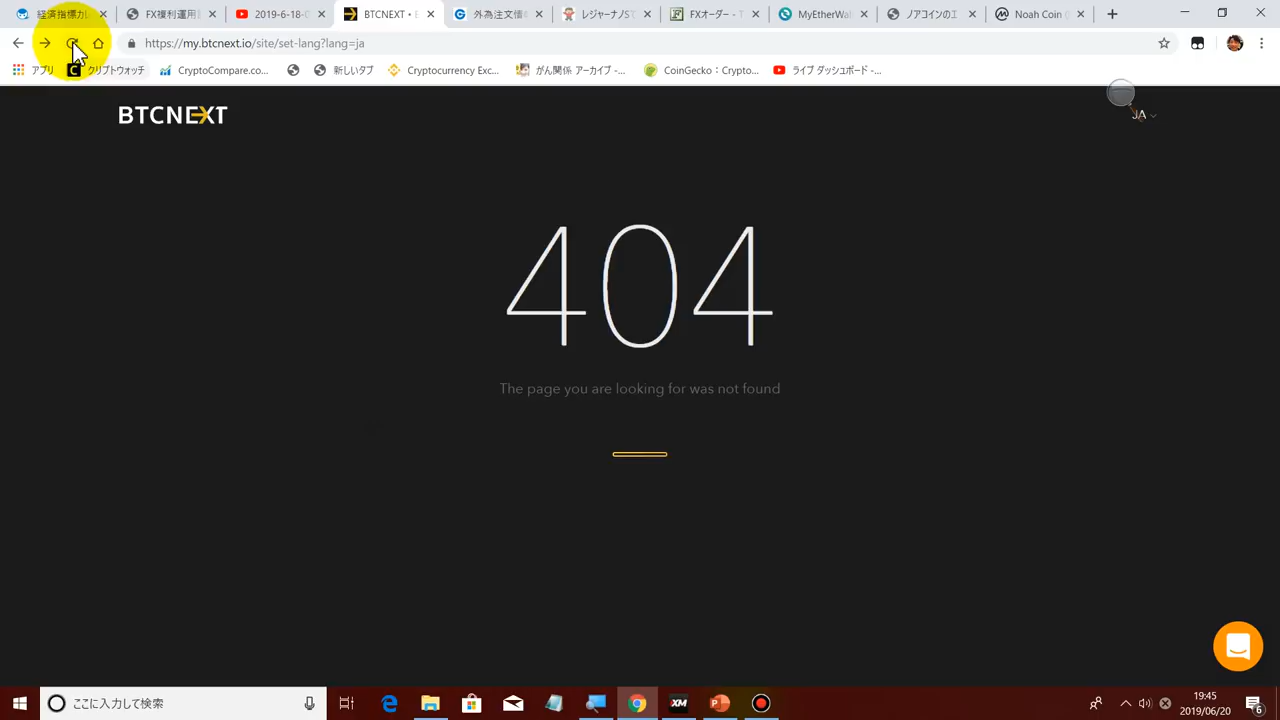 経済指標カレ
FX複利運用
2019-6-18-0
BTCNEXT •
外為注文情
レジャーナノS
FXオーダー - T
MyEtherWal
ノアコインのエ
Noah Coin (
https://my.btcnext.io/site/set-lang?lang=ja
アプリ
クリプトウォッチ
CryptoCompare.co...
新しいタブ
Cryptocurrency Exc...
がん関係 アーカイブ -...
CoinGecko：Crypto...
ライブ ダッシュボード -...
BTCNEXT
JA
404
The page you are looking for was not found
ここに入力して検索
XM
19:45
2019/06/20
6